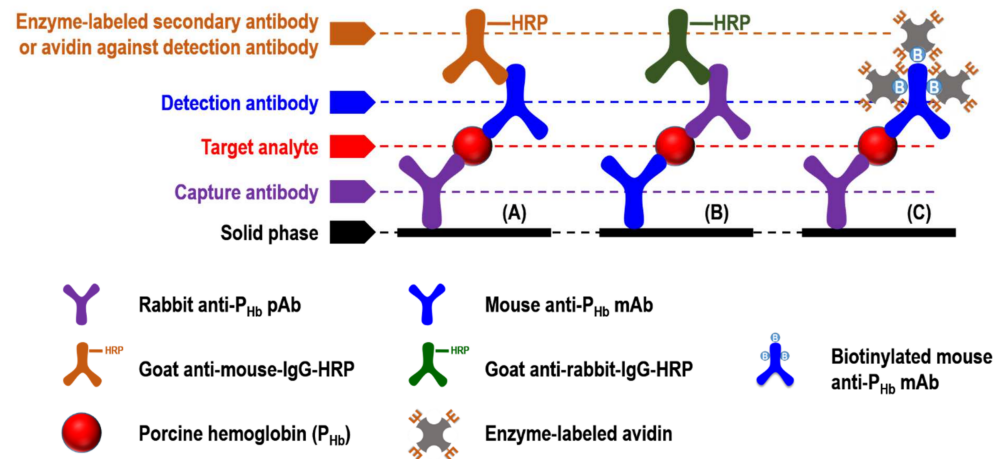 Enzyme-labeled secondary antibody
or avidin against detection antibody
HRP
HRP
E E
E E
B
E E E E E E
E B B E
E E
Detection antibody
Target analyte
Capture antibody
(A)
(B)
(C)
Solid phase
Rabbit anti-PHb pAb
Mouse anti-PHb mAb
HRP
Goat anti-mouse-IgG-HRP
HRP
Goat anti-rabbit-IgG-HRP
B
B B
Biotinylated mouse
anti-PHb mAb
Porcine hemoglobin (PHb)
E E
E E
Enzyme-labeled avidin